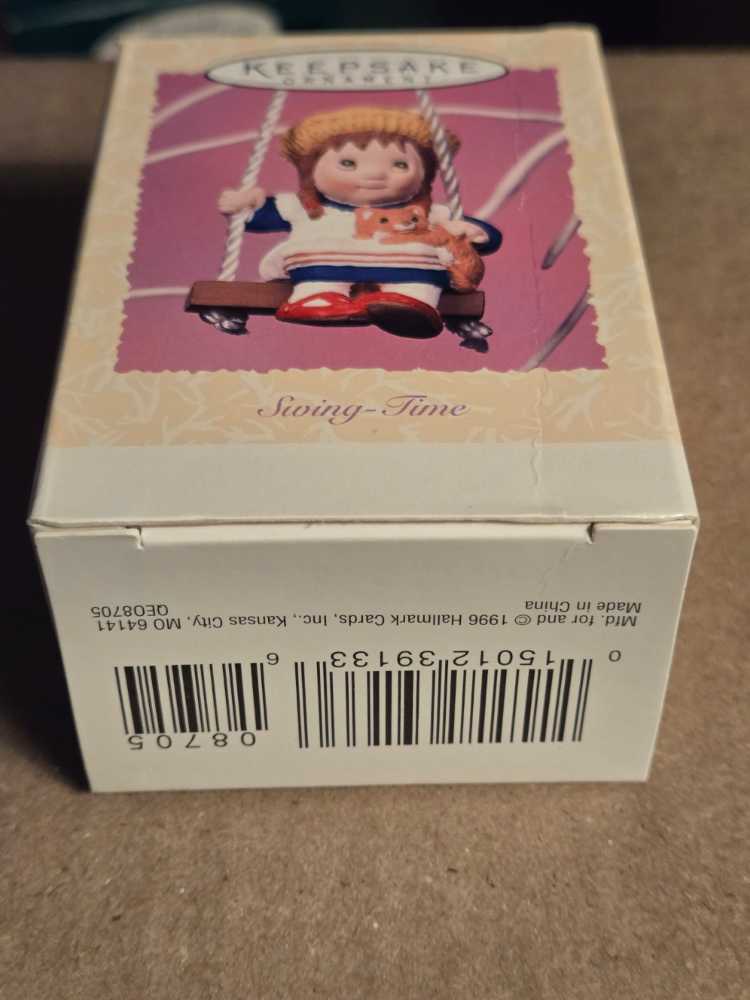 KEEPSAKE
ORNAMENT
Swing-Time
08705
0 15012 39133 6
Mfd. for and © 1996 Hallmark Cards, Inc., Kansas City, MO 64141
Made in China QEO8705